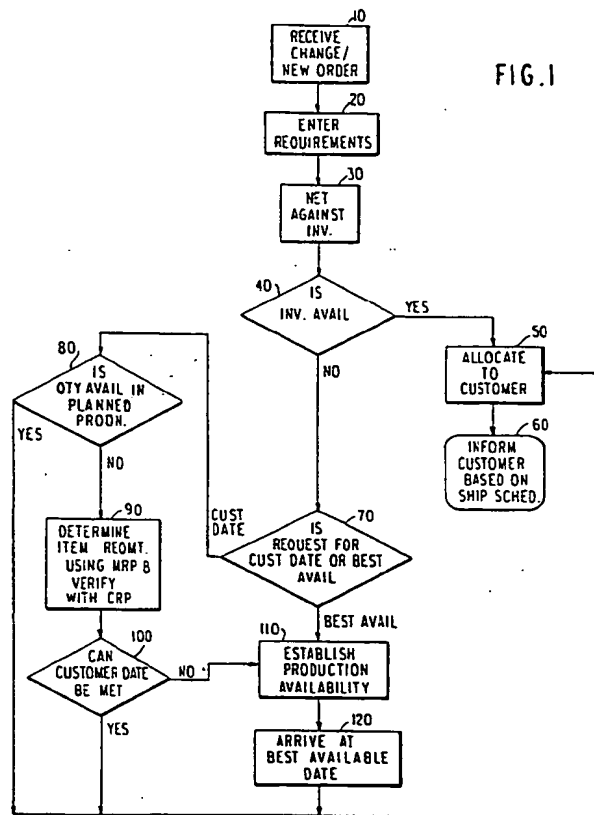 FIG.1
10
RECEIVE
CHANGE/
NEW ORDER
20
ENTER
REQUIREMENTS
30
NET
AGAINST
INV.
40
IS
INV. AVAIL
YES
NO
50
ALLOCATE
TO
CUSTOMER
60
INFORM
CUSTOMER
BASED ON
SHIP SCHED.
70
IS
REQUEST FOR
CUST DATE OR BEST
AVAIL
CUST
DATE
BEST AVAIL
80
IS
QTY AVAIL IN
PLANNED
PRODN.
YES
NO
90
DETERMINE
ITEM REQMT.
USING MRP &
VERIFY
WITH CRP
100
CAN
CUSTOMER DATE
BE MET
NO
YES
110
ESTABLISH
PRODUCTION
AVAILABILITY
120
ARRIVE AT
BEST AVAILABLE
DATE